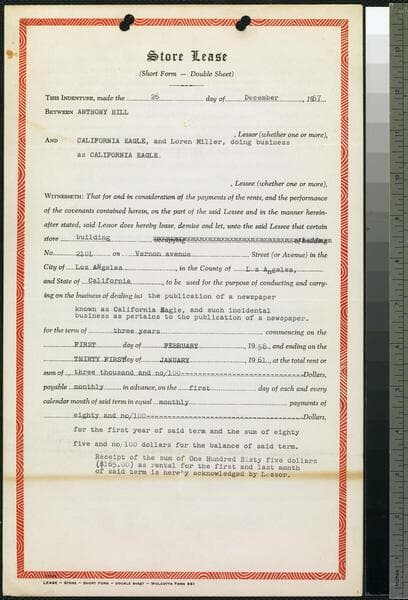 Store Lease
(Short Form — Double Sheet)
THIS INDENTURE, made the 26 day of December, 1957
BETWEEN ANTHONY HILL
, Lessor (whether one or more),
AND CALIFORNIA EAGLE, and Loren Miller, doing business
as CALIFORNIA EAGLE.
, Lessee (whether one or more),
WITNESSETH: That for and in consideration of the payments of the rents, and the performance
of the covenants contained herein, on the part of the said Lessee and in the manner herein-
after stated, said Lessor does hereby lease, demise and let, unto the said Lessee that certain
store building
No. 2101 on Vernon avenue Street (or Avenue) in the
City of Los Angeles, in the County of Los Angeles,
and State of California, to be used for the purpose of conducting and carry-
ing on the business of dealing in: the publication of a newspaper
known as California Eagle, and such incidental
business as pertains to the publication of a newspaper.
for the term of three years commencing on the
FIRST day of FEBRUARY, 1958, and ending on the
THIRTY FIRST day of JANUARY, 1961, at the total rent or
sum of three thousand and no/100 Dollars,
payable monthly in advance, on the first day of each and every
calendar month of said term in equal monthly payments of
eighty and no/100 Dollars,
for the first year of said term and the sum of eighty
five and no/100 dollars for the balance of said term.
Receipt of the sum of One Hundred Sixty five dollars
($165.00) as rental for the first and last month
of said term is hereby acknowledged by Lessor.
LEASE — STORE — SHORT FORM — DOUBLE SHEET — WOLCOTTS FORM 931